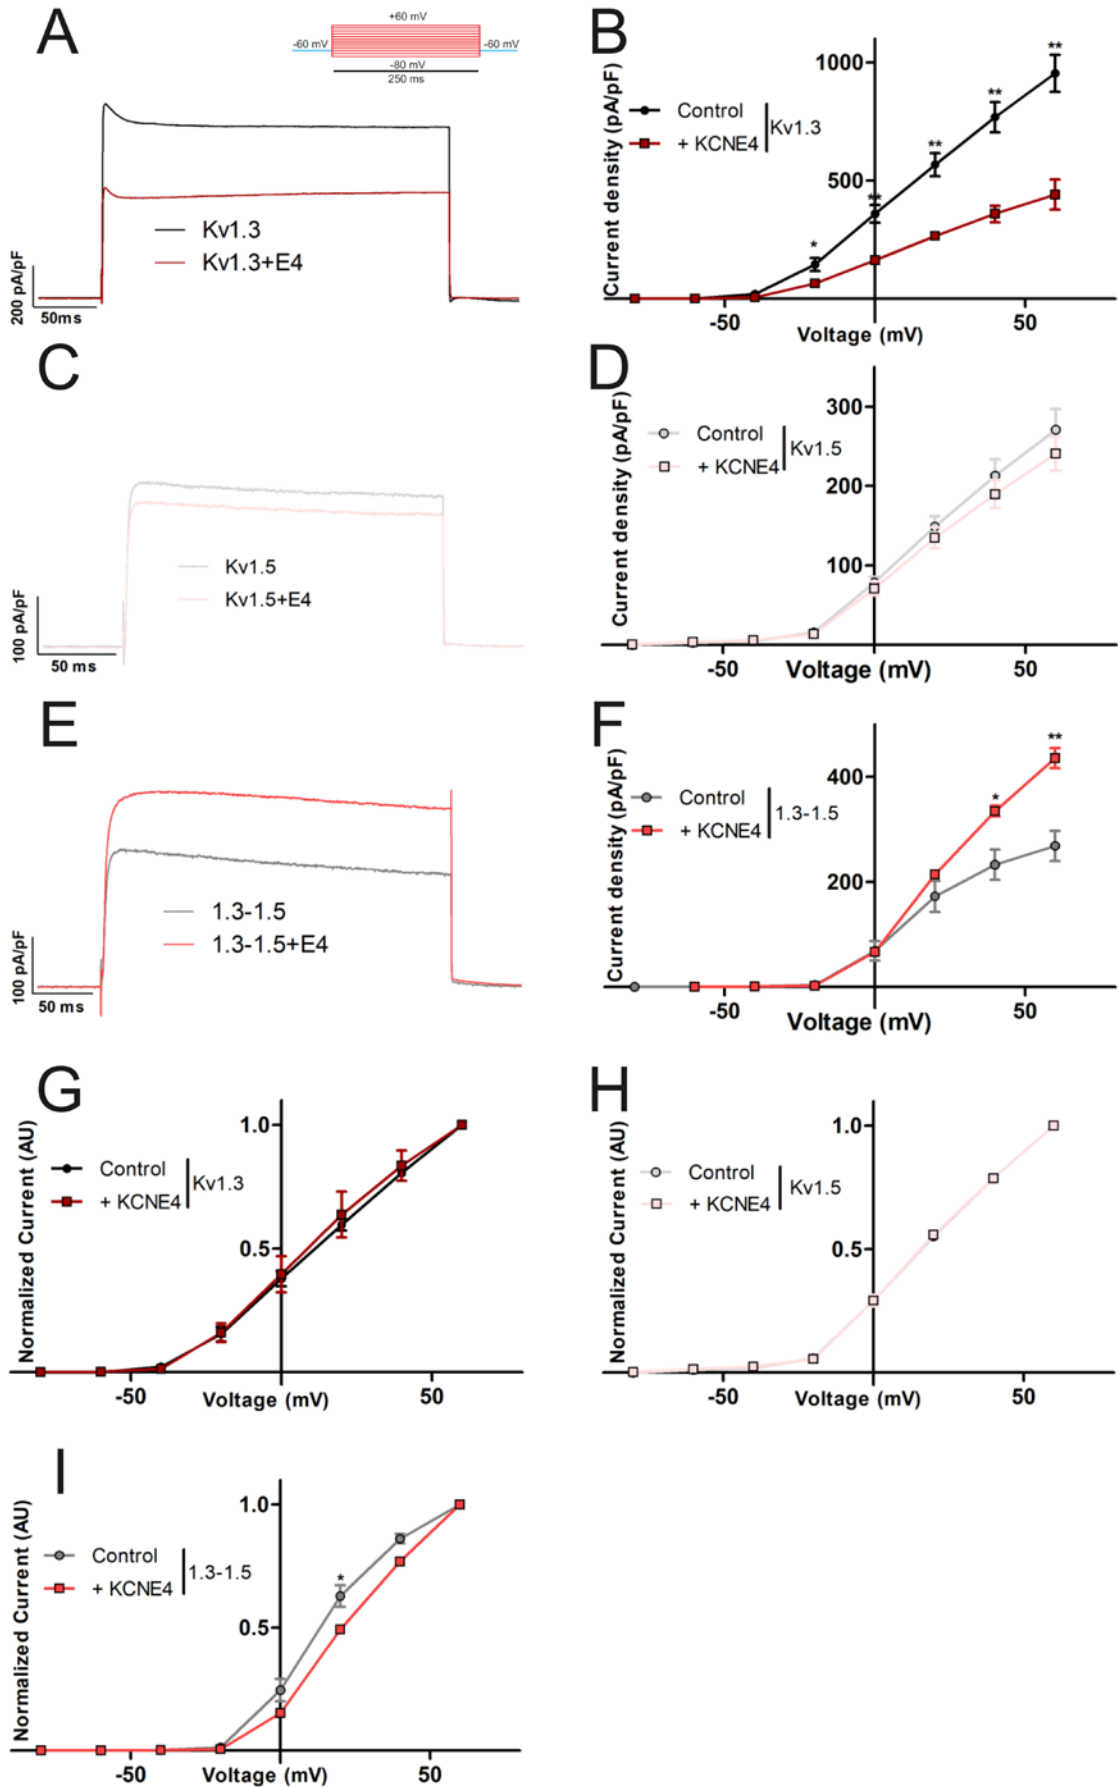 A
+60 mV
-60 mV
-60 mV
-80 mV
250 ms
Kv1.3
Kv1.3+E4
200 pA/pF
50ms
B
Current density (pA/pF)
1000
500
Control
+ KCNE4
Kv1.3
*
**
**
**
**
-50
50
Voltage (mV)
C
Kv1.5
Kv1.5+E4
100 pA/pF
50 ms
D
Current density (pA/pF)
300
200
100
Control
+ KCNE4
Kv1.5
-50
50
Voltage (mV)
E
1.3-1.5
1.3-1.5+E4
100 pA/pF
50 ms
F
Current density (pA/pF)
400
200
Control
+ KCNE4
1.3-1.5
*
**
-50
50
Voltage (mV)
G
Normalized Current (AU)
1.0
0.5
Control
+ KCNE4
Kv1.3
-50
50
Voltage (mV)
H
Normalized Current (AU)
1.0
0.5
Control
+ KCNE4
Kv1.5
-50
50
Voltage (mV)
I
Normalized Current (AU)
1.0
0.5
Control
+ KCNE4
1.3-1.5
*
-50
50
Voltage (mV)